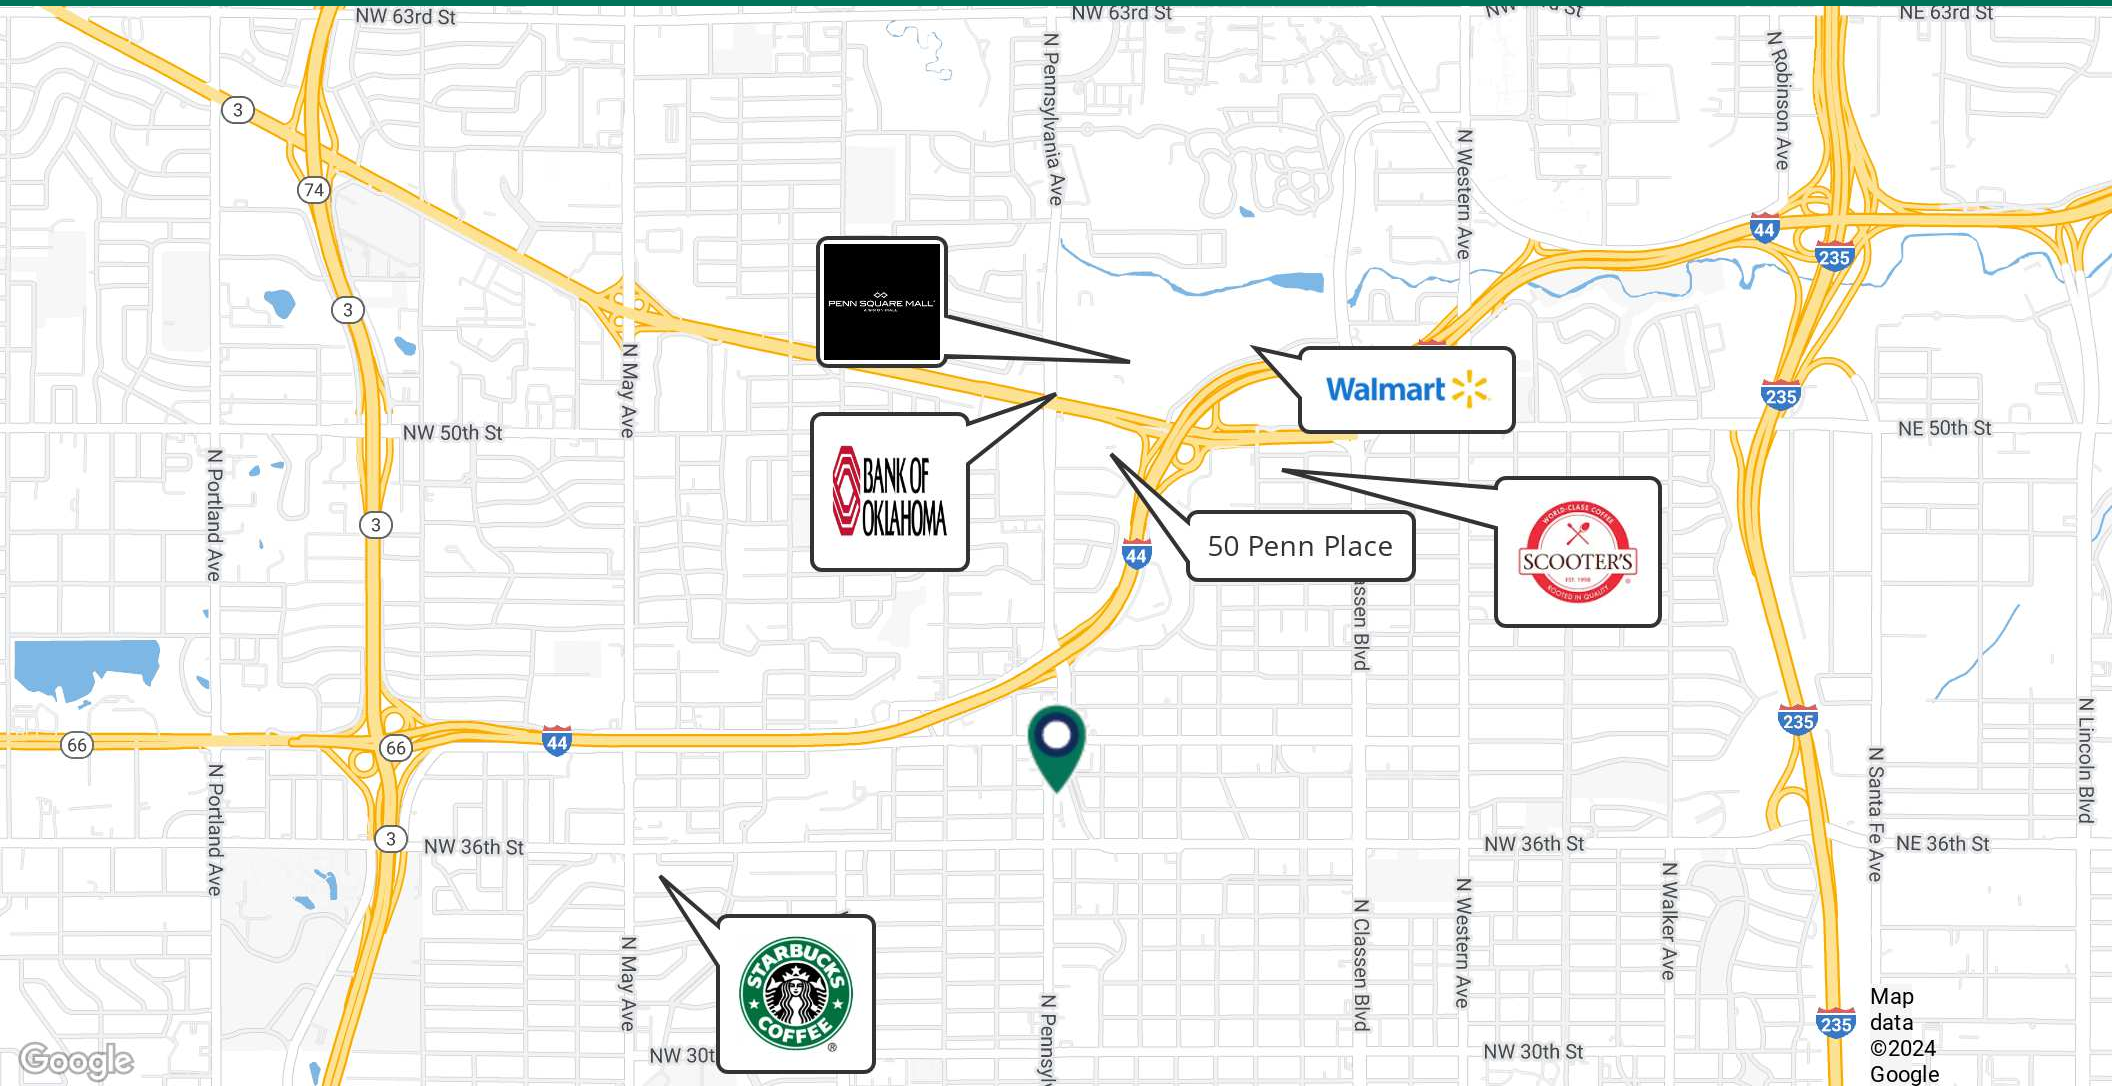 NW 63rd St
NW 63rd St
NE 63rd St
N Robinson Ave
N Pennsylvania Ave
3
N Western Ave
74
44
235
3
PENN SQUARE MALL
N May Ave
Walmart
235
NW 50th St
NE 50th St
N Portland Ave
BANK OF
OKLAHOMA
3
50 Penn Place
44
WORLD-CLASS COFFEE
SCOOTER'S
EST. 1998
ROOTED IN QUALITY
assen Blvd
66
66
44
235
N Lincoln Blvd
N Portland Ave
N Santa Fe Ave
3
NW 36th St
NW 36th St
NE 36th St
N Walker Ave
N Western Ave
N Classen Blvd
N May Ave
STARBUCKS
COFFEE
®
N Pennsyl
NW 30t
NW 30th St
235
Map
data
©2024
Google
Google